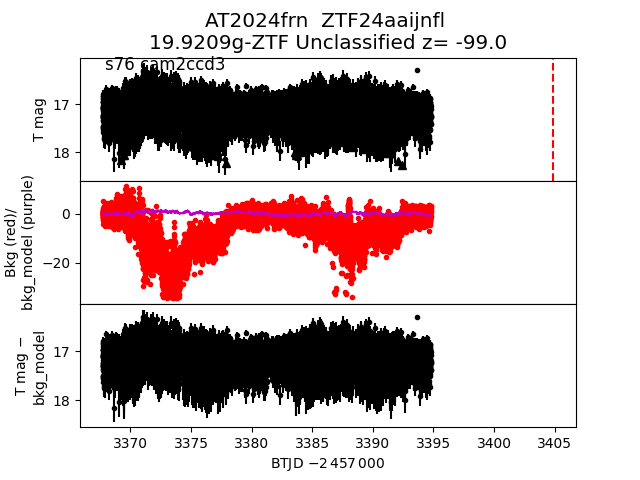 AT2024frn  ZTF24aaijnfl
19.9209g-ZTF Unclassified z= -99.0
s76 cam2ccd3
T mag
17
18
Bkg (red)/
bkg_model (purple)
0
−20
T mag −
bkg_model
17
18
3370 3375 3380 3385 3390 3395 3400 3405
BTJD −2 457 000